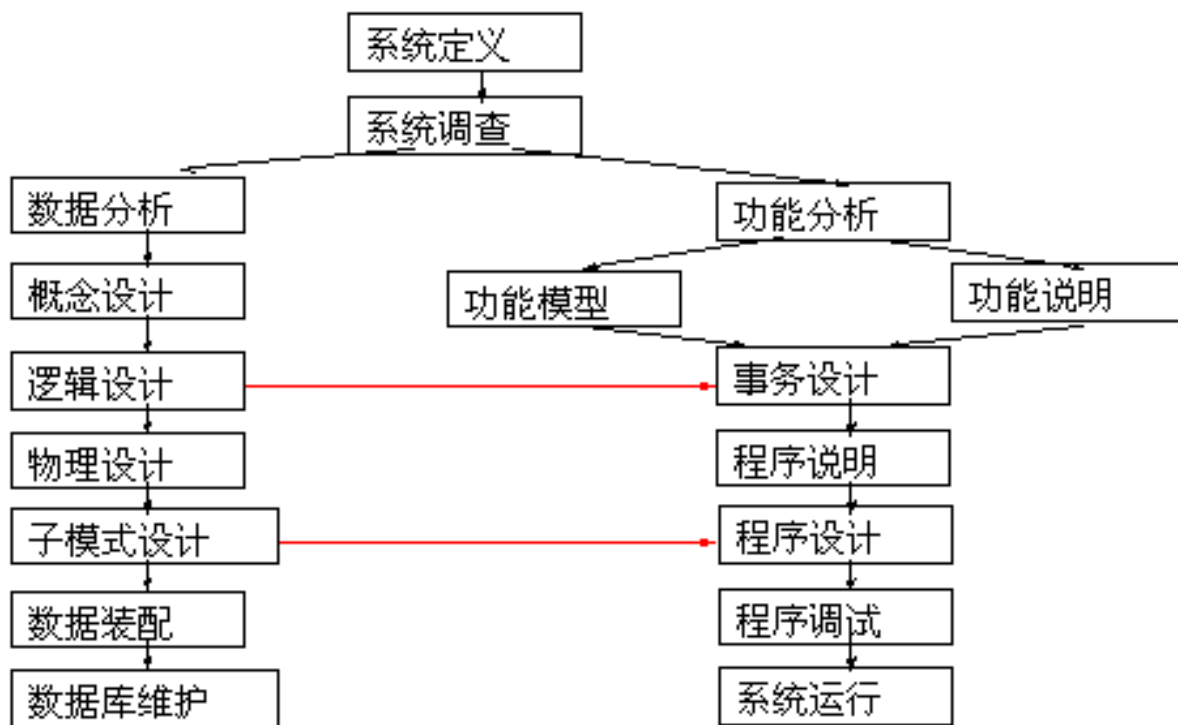 系统定义
系统调查
数据分析
功能分析
概念设计
功能模型
功能说明
逻辑设计
事务设计
物理设计
程序说明
子模式设计
程序设计
数据装配
程序调试
数据库维护
系统运行